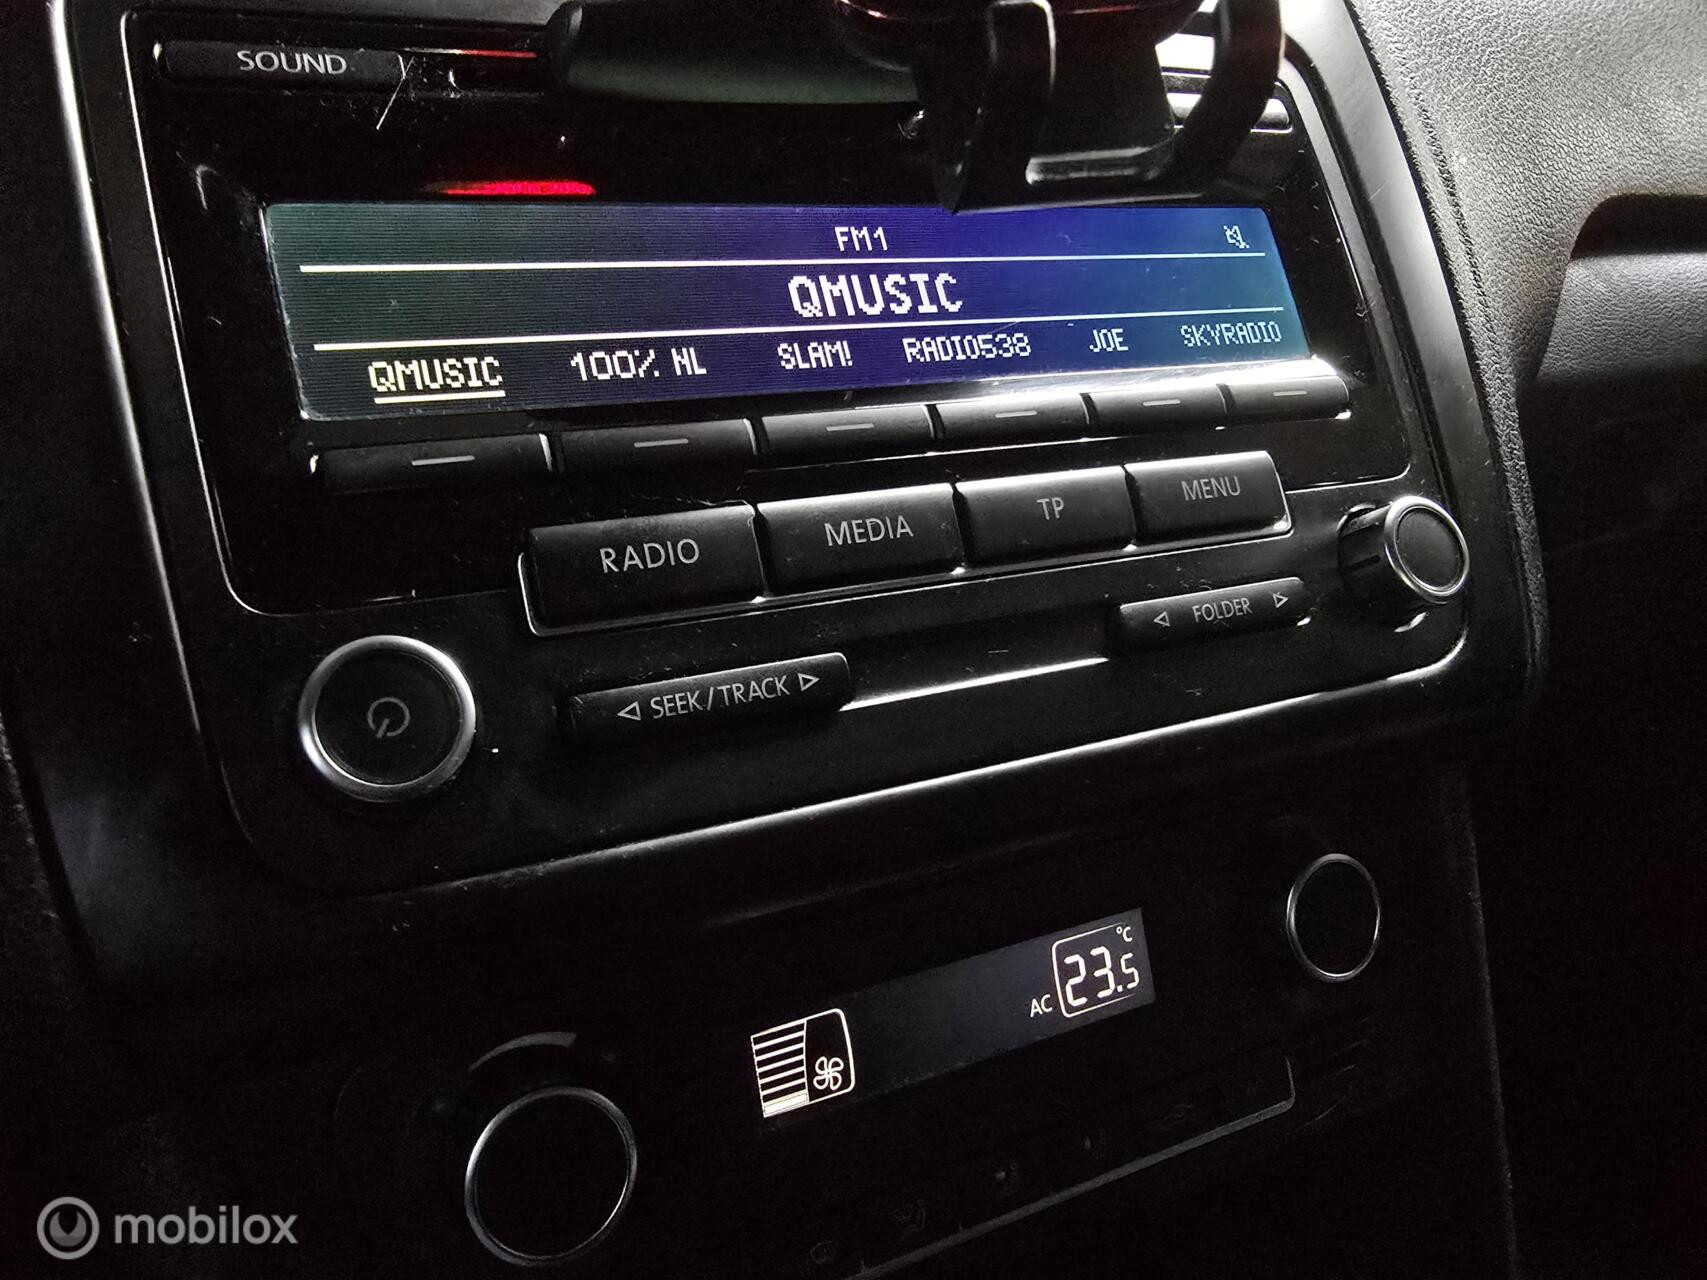 SOUND
FM1
QMUSIC
QMUSIC 100% NL SLAM! RADIO538 JOE SKYRADIO
RADIO MEDIA TP MENU
FOLDER
SEEK/TRACK
AC 23.5 °C
mobilox